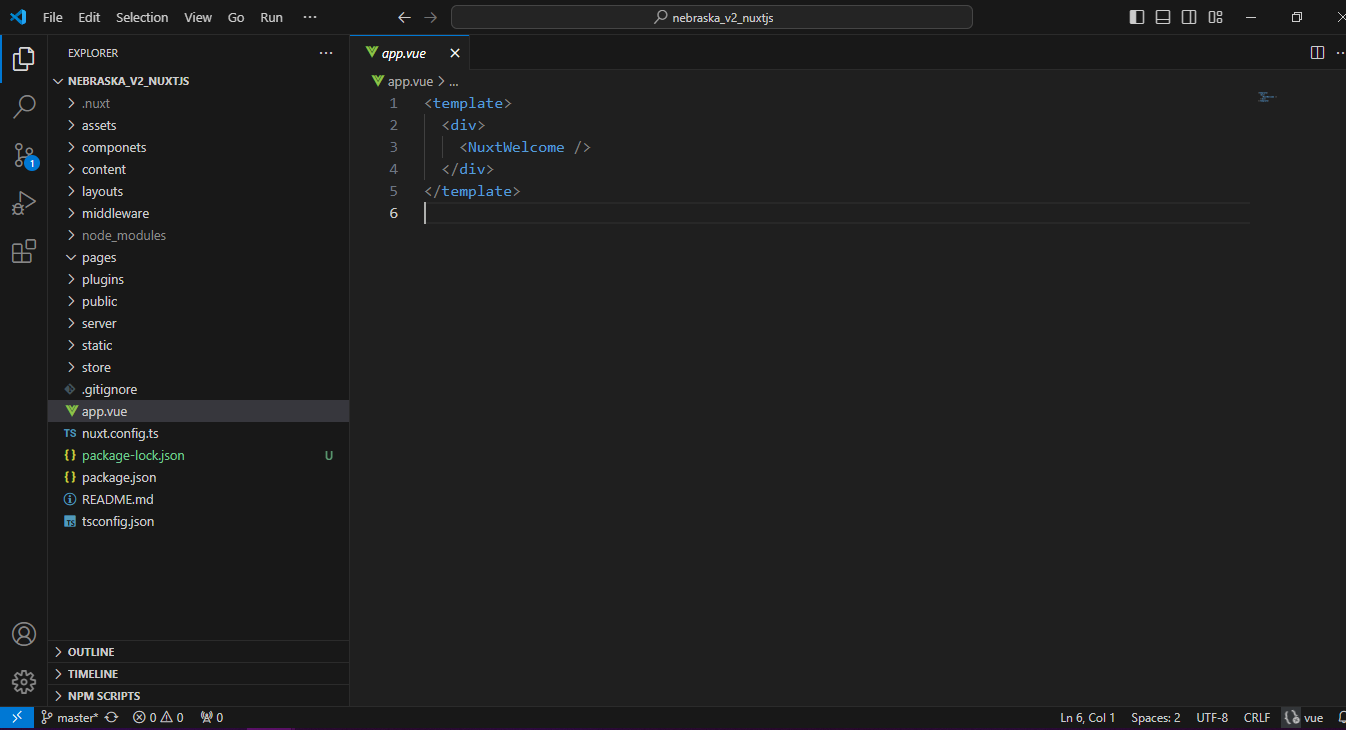 File Edit Selection View Go Run ···
nebraska_v2_nuxtjs
EXPLORER ···
NEBRASKA_V2_NUXTJS
.nuxt
assets
componets
content
layouts
middleware
node_modules
pages
plugins
public
server
static
store
.gitignore
app.vue
TS nuxt.config.ts
{} package-lock.json U
{} package.json
README.md
TS tsconfig.json
OUTLINE
TIMELINE
NPM SCRIPTS
1
app.vue
app.vue > ...
1 <template>
2 <div>
3 <NuxtWelcome />
4 </div>
5 </template>
6
master* 0 0 0
Ln 6, Col 1 Spaces: 2 UTF-8 CRLF vue